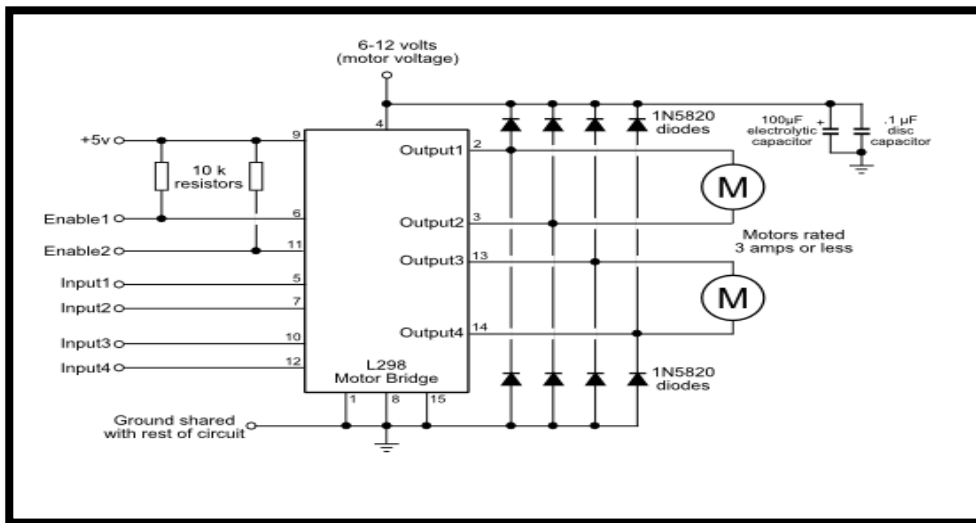 6-12 volts
(motor voltage)
4
+5v
9
10 k
resistors
Enable1
6
Enable2
11
Input1
5
Input2
7
Input3
10
Input4
12
L298
Motor Bridge
1
8
15
Ground shared
with rest of circuit
Output1
2
Output2
3
Output3
13
Output4
14
1N5820
diodes
100µF
electrolytic
capacitor
+
.1 µF
disc
capacitor
M
Motors rated
3 amps or less
M
1N5820
diodes